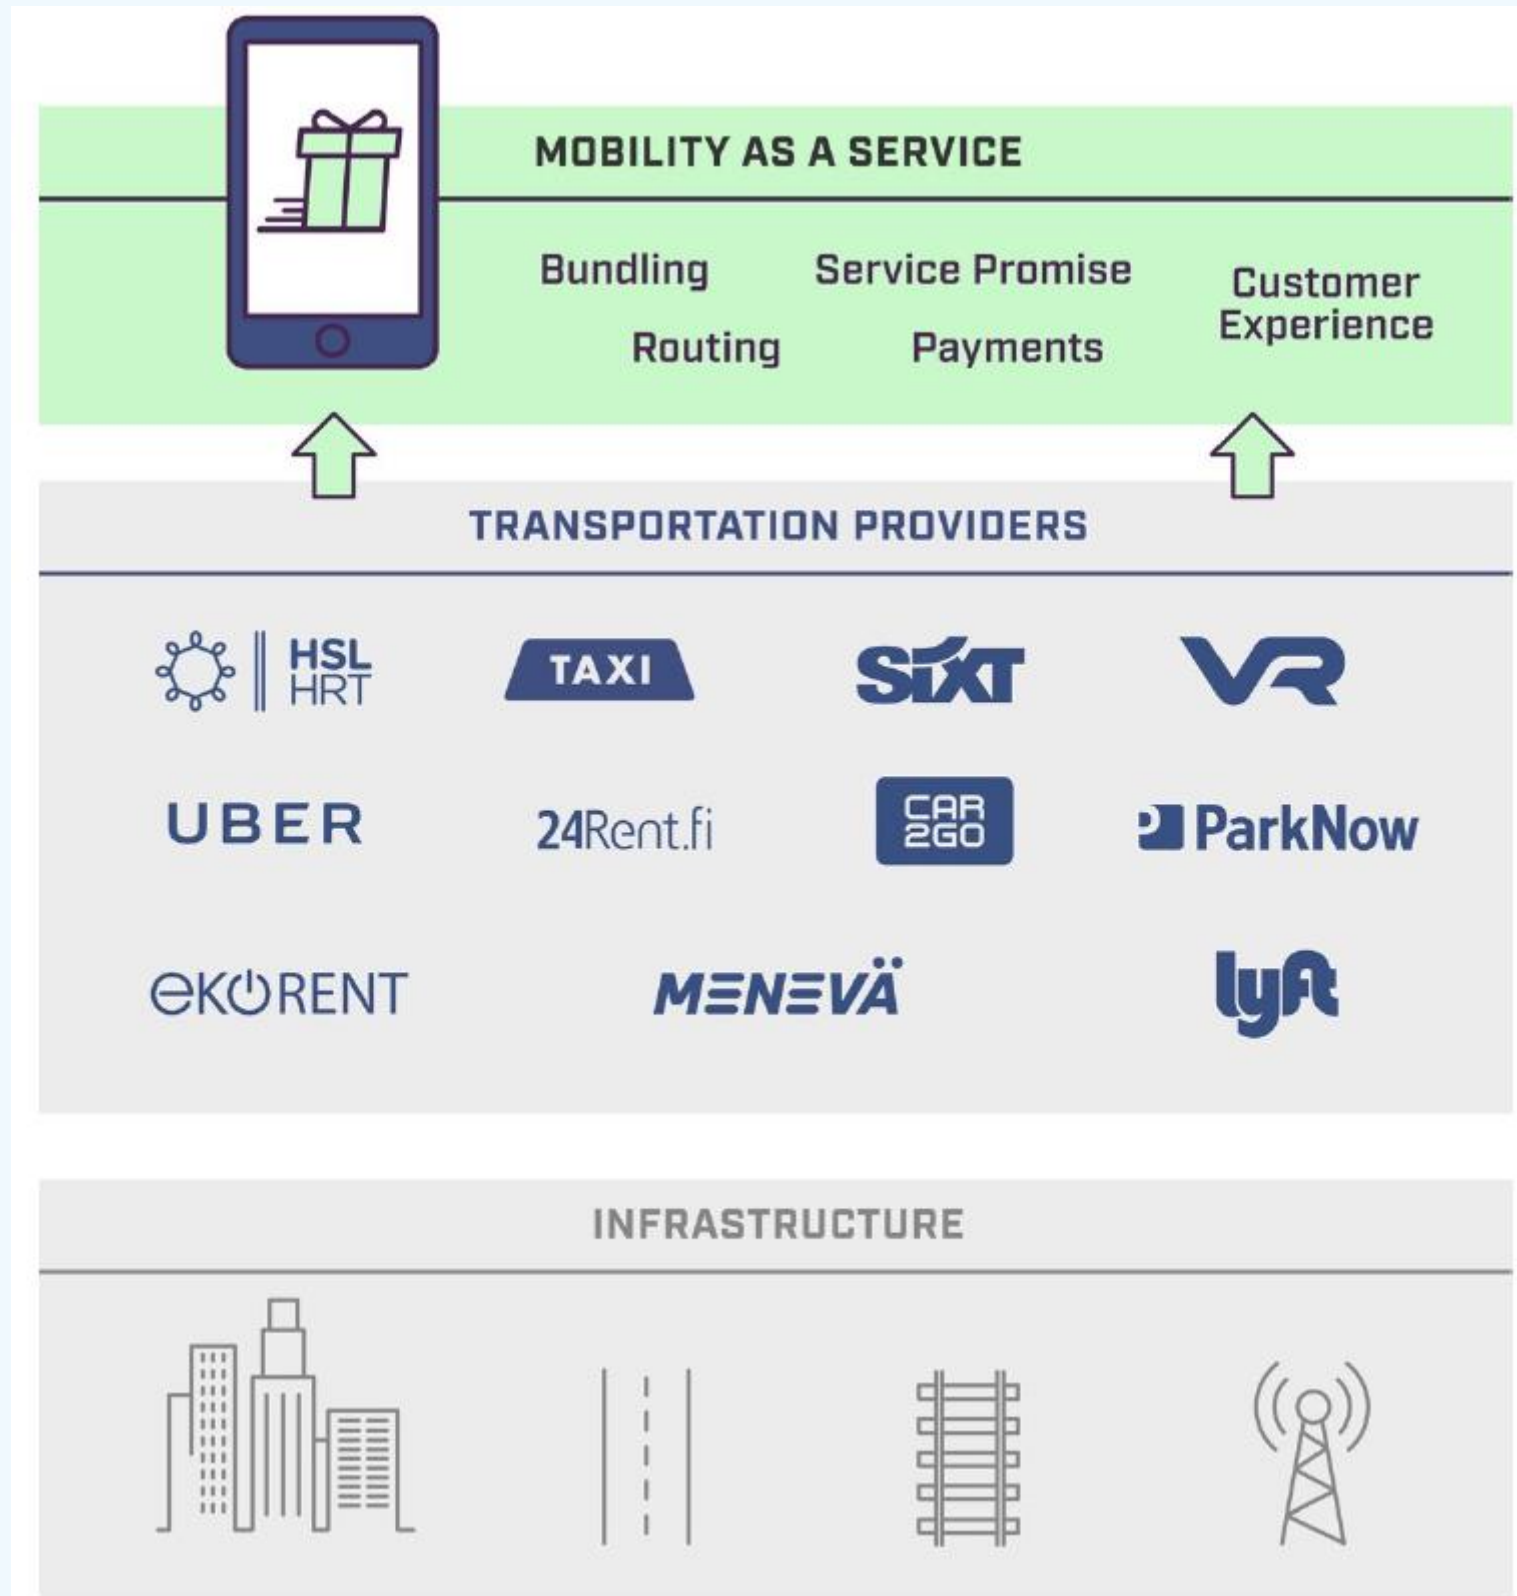 MOBILITY AS A SERVICE
Bundling
Service Promise
Customer
Experience
Routing
Payments
TRANSPORTATION PROVIDERS
HSL
HRT
TAXI
SIXT
VR
UBER
24Rent.fi
CAR
2GO
P ParkNow
eKORENT
MENEVÄ
lyft
INFRASTRUCTURE